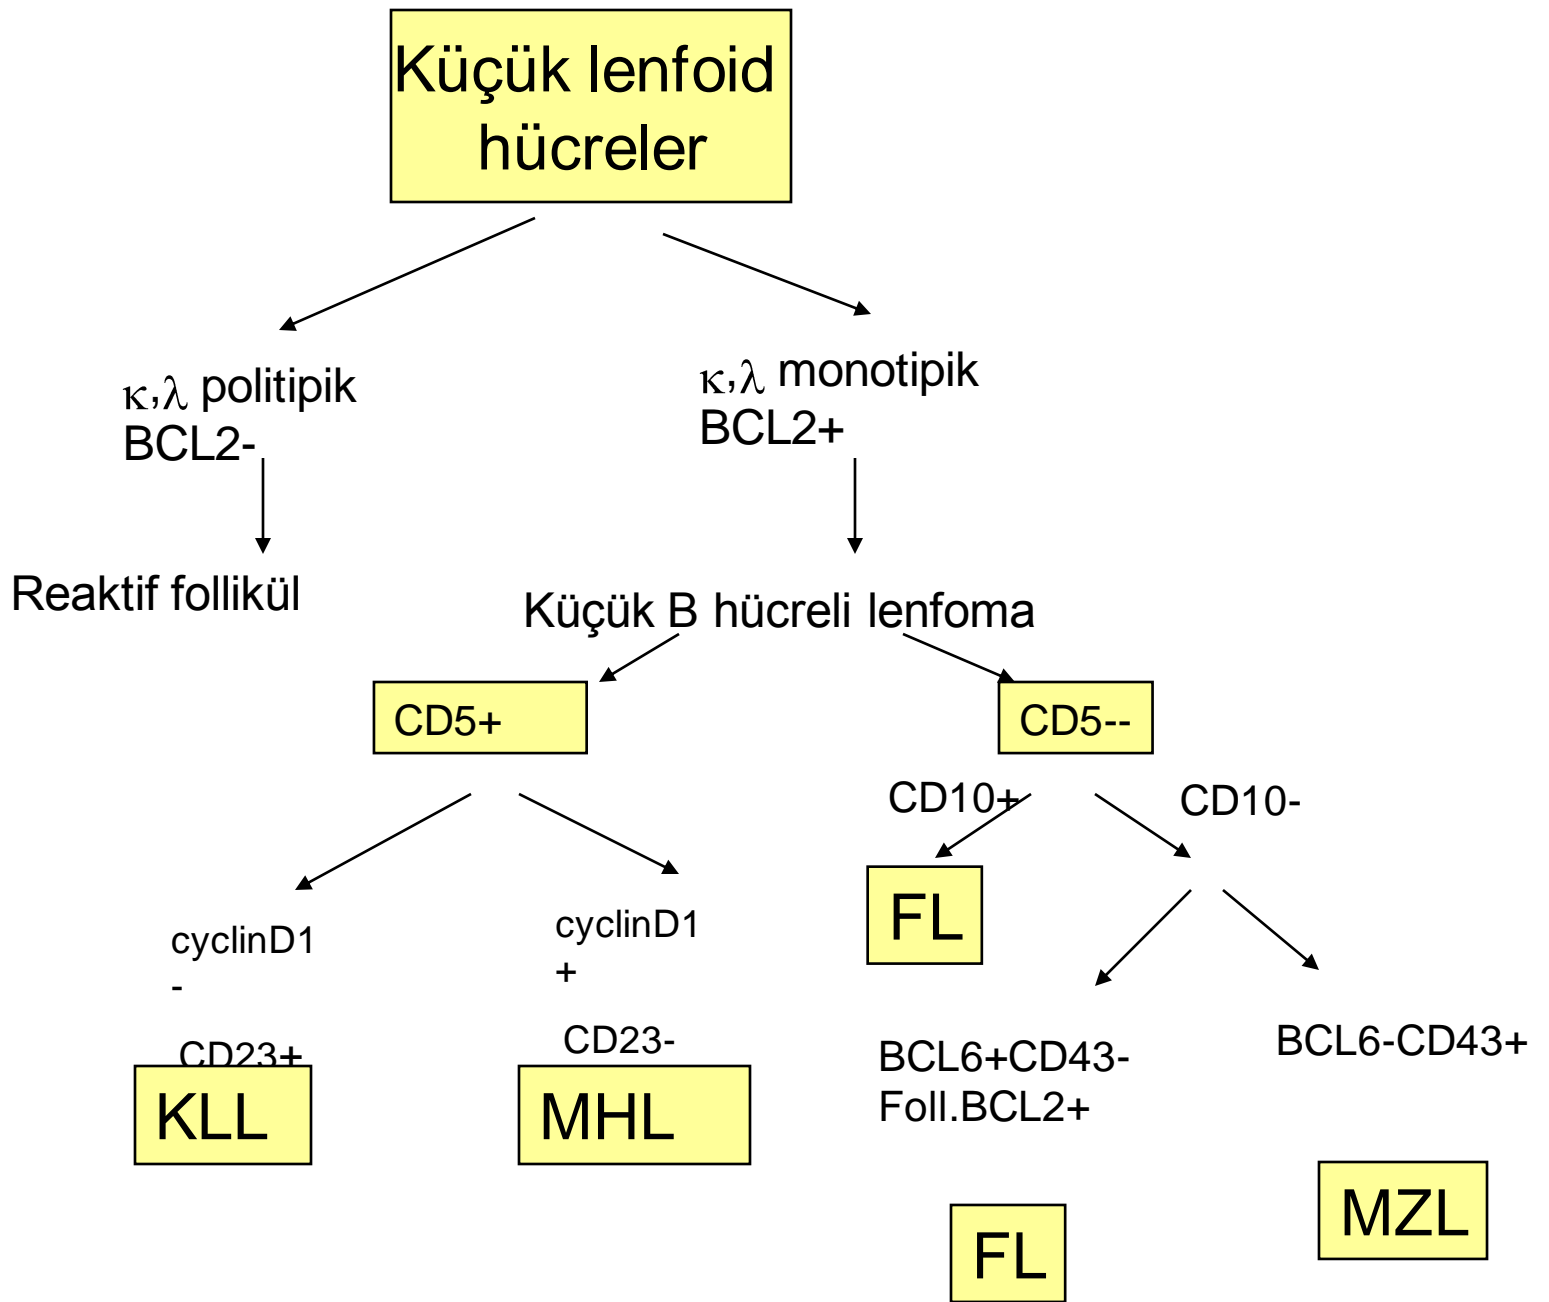 Küçük lenfoid
hücreler
κ,λ politipik
BCL2-
κ,λ monotipik
BCL2+
Reaktif follikül
Küçük B hücreli lenfoma
CD5+
CD5--
CD10+
CD10-
FL
cyclinD1
-
CD23+
cyclinD1
+
CD23-
BCL6+CD43-
Foll.BCL2+
BCL6-CD43+
KLL
MHL
MZL
FL